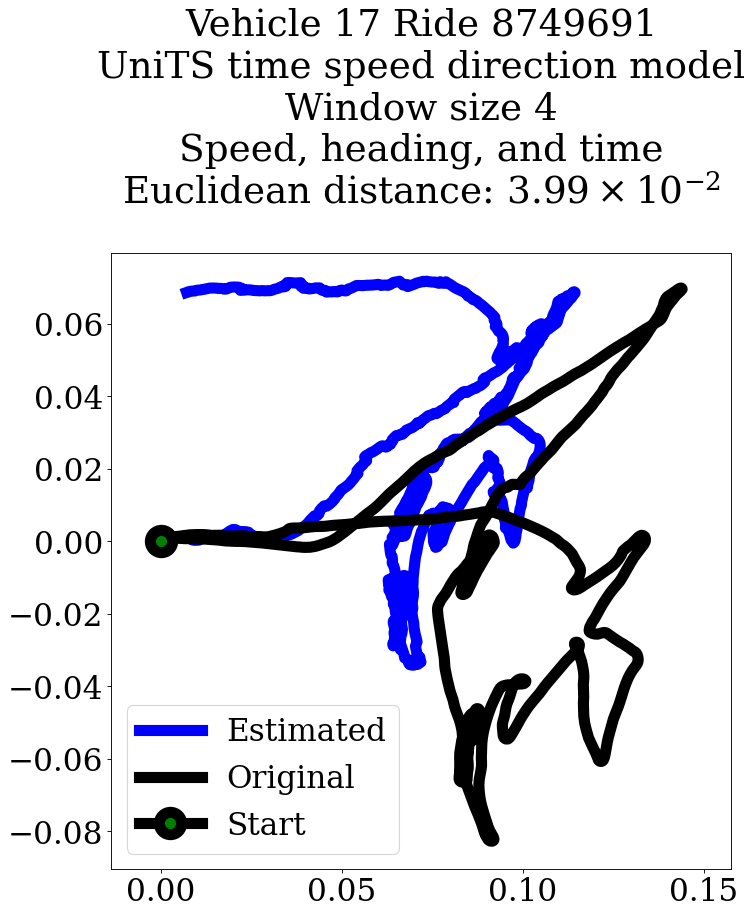 Vehicle 17 Ride 8749691
UniTS time speed direction model
Window size 4
Speed, heading, and time
Euclidean distance: 3.99 × 10⁻²
0.06
0.04
0.02
0.00
−0.02
−0.04
−0.06
−0.08
Estimated
Original
Start
0.00 0.05 0.10 0.15